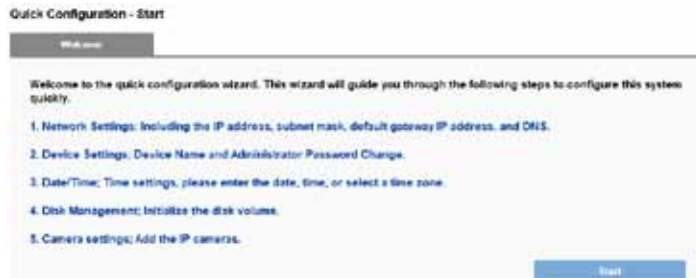 Quick Configuration - Start
Welcome
Welcome to the quick configuration wizard. This wizard will guide you through the following steps to configure this system
quickly.
1. Network Settings: Including the IP address, subnet mask, default gateway IP address, and DNS.
2. Device Settings: Device Name and Administrator Password Change.
3. Date/Time; Time settings, please enter the date, time, or select a time zone.
4. Disk Management; Initialize the disk volume.
5. Camera settings; Add the IP cameras.
Start